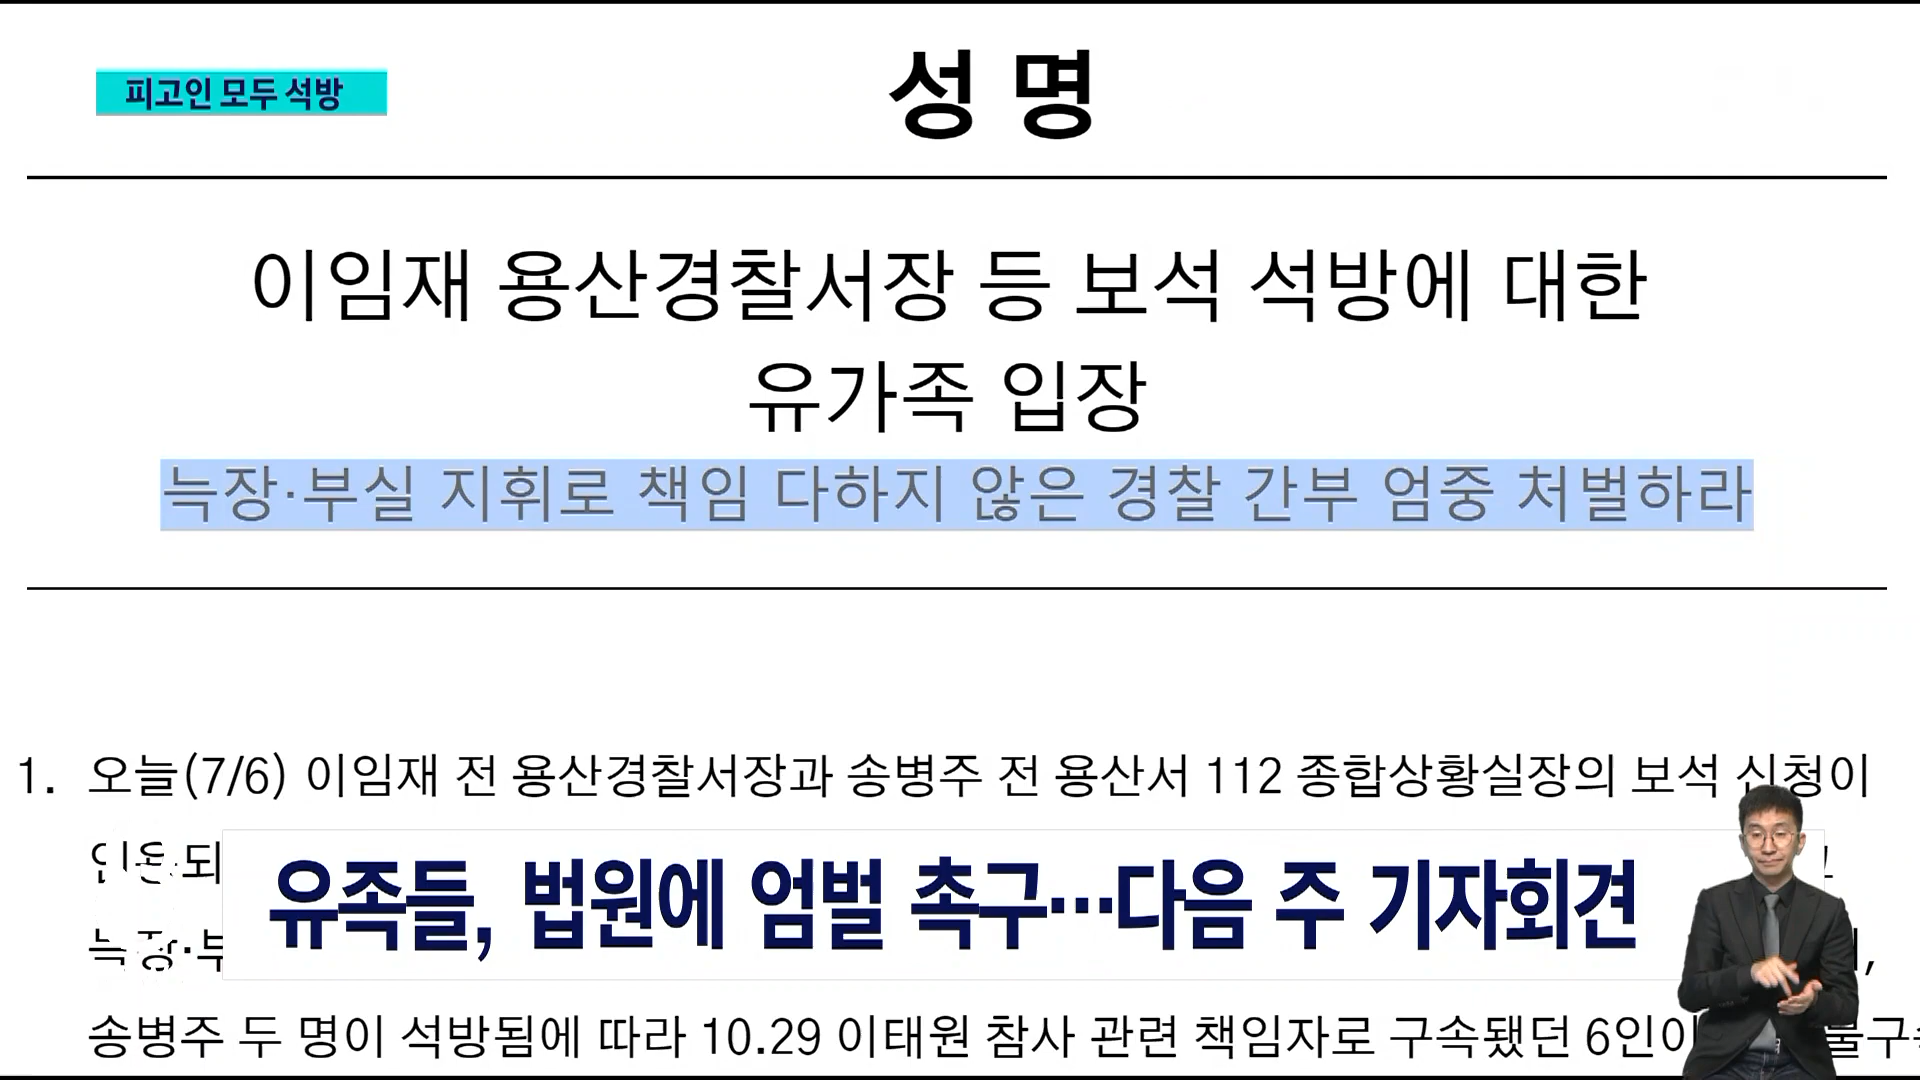 피고인 모두 석방
성 명
이임재 용산경찰서장 등 보석 석방에 대한
유가족 입장
늑장·부실 지휘로 책임 다하지 않은 경찰 간부 엄중 처벌하라
1. 오늘(7/6) 이임재 전 용산경찰서장과 송병주 전 용산서 112 종합상황실장의 보석 신청이
유족들, 법원에 엄벌 촉구…다음 주 기자회견
송병주 두 명이 석방됨에 따라 10.29 이태원 참사 관련 책임자로 구속됐던 6인이